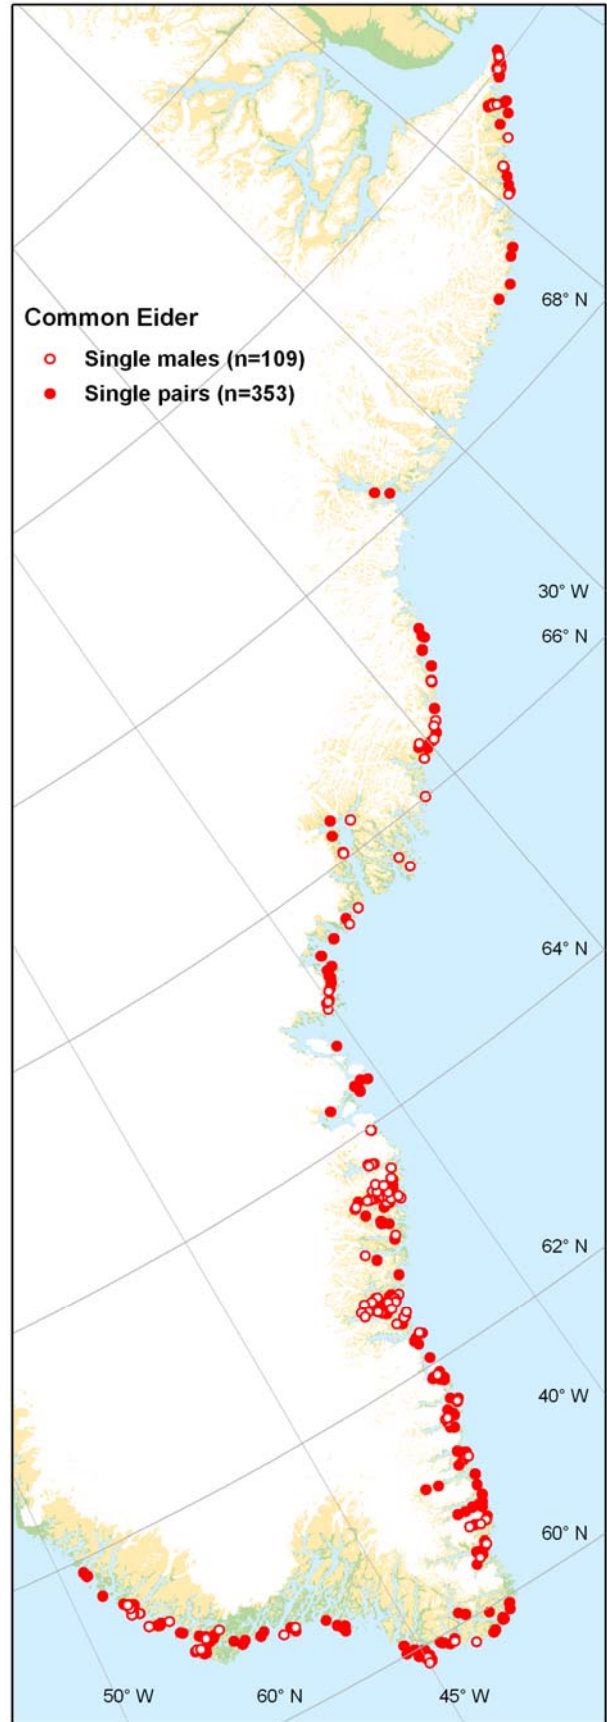 68° N
Common Eider
Single males (n=109)
Single pairs (n=353)
30° W
66° N
64° N
62° N
40° W
60° N
50° W
60° N
45° W